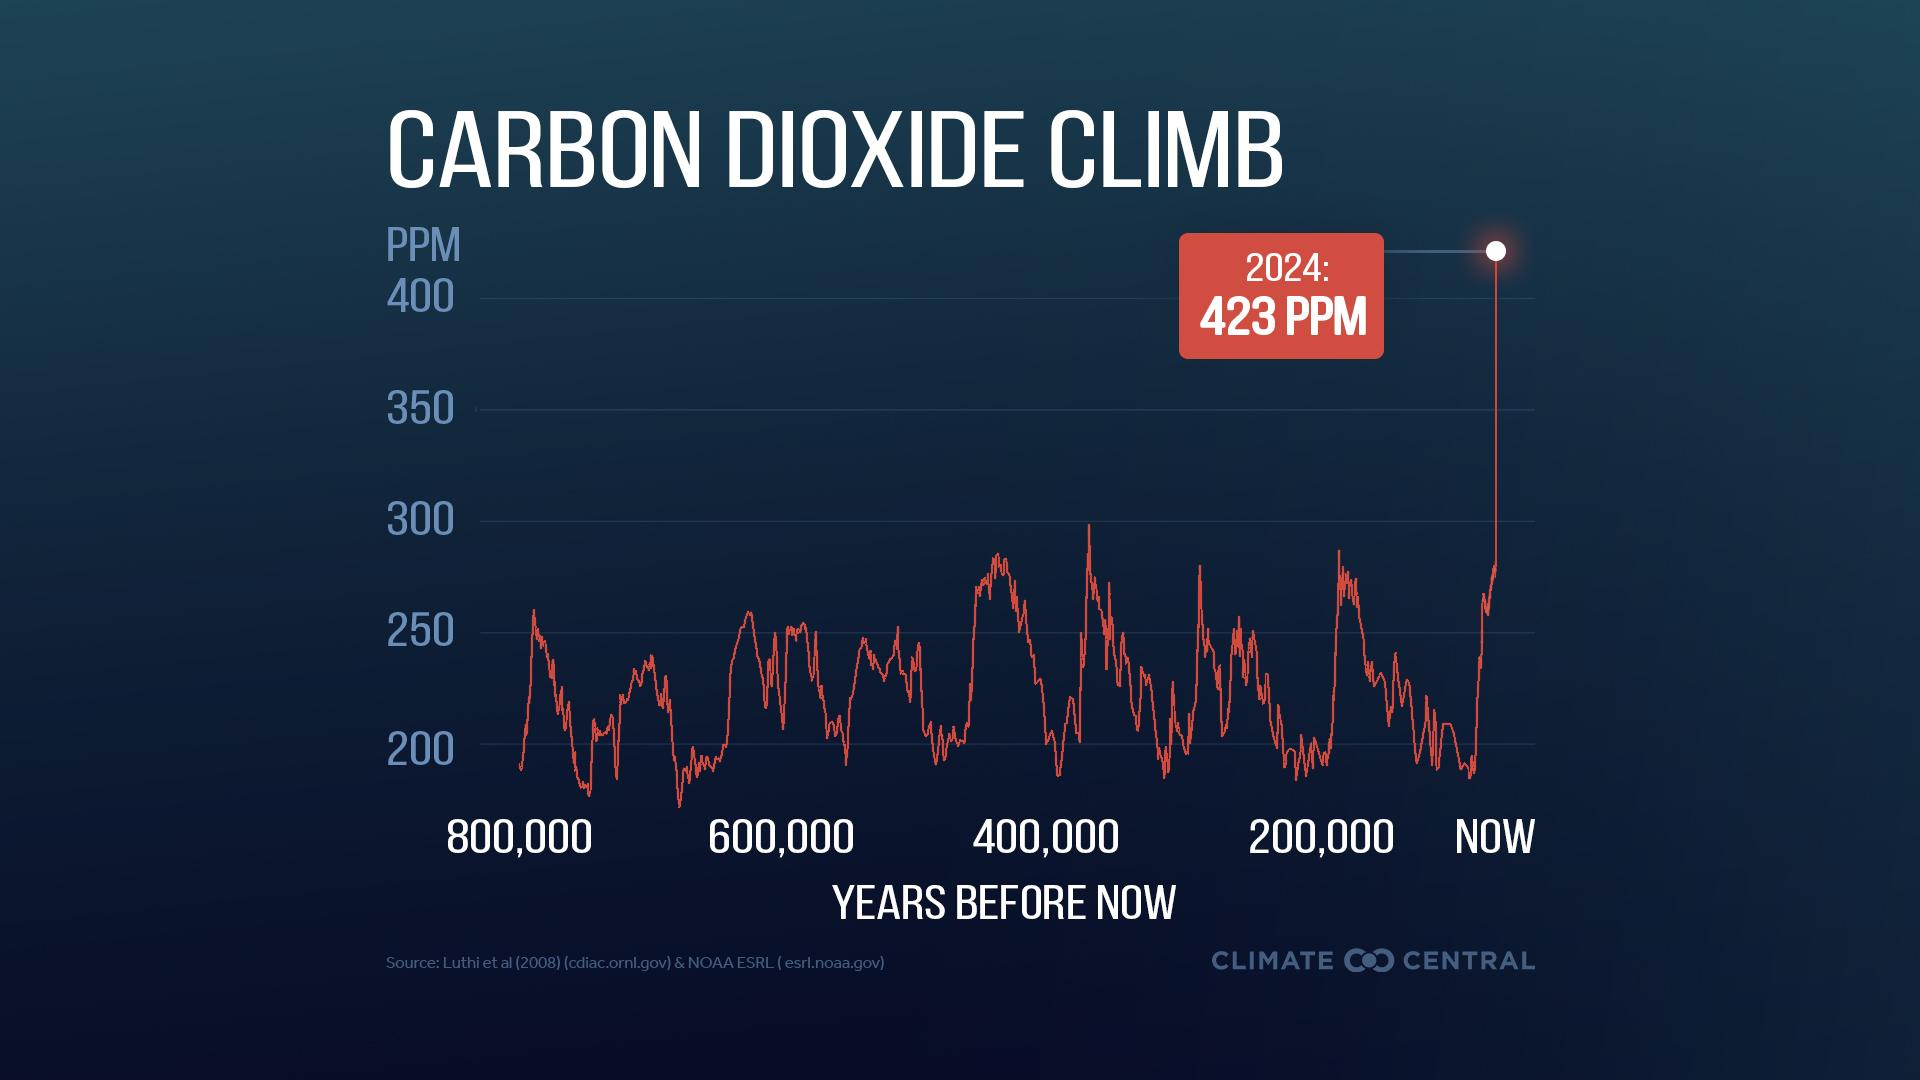 CARBON DIOXIDE CLIMB
PPM
400
2024:
423 PPM
350
300
250
200
800,000 600,000 400,000 200,000 NOW
YEARS BEFORE NOW
Source: Luthi et al (2008) (cdiac.ornl.gov) & NOAA ESRL ( esrl.noaa.gov)
CLIMATE CENTRAL